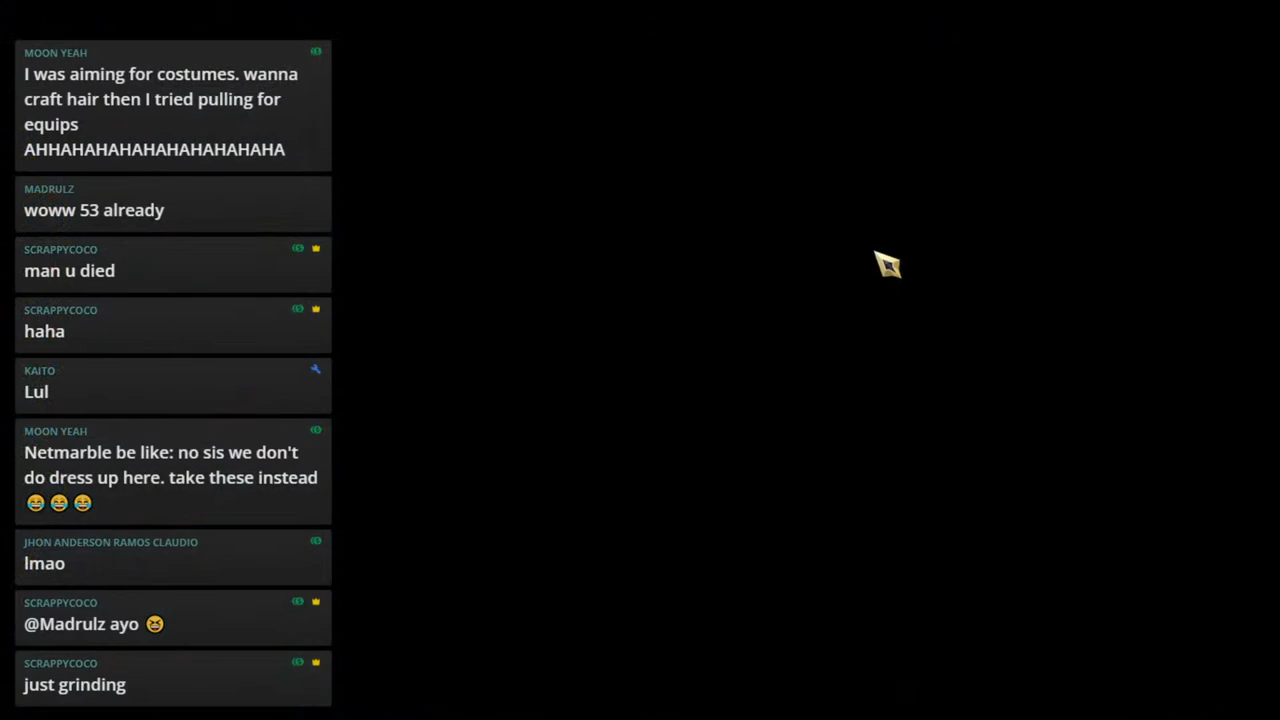 MOON YEAH
I was aiming for costumes. wanna
craft hair then I tried pulling for
equips
AHHAHAHAHAHAHAHAHAHA
MADRULZ
woww 53 already
SCRAPPYCOCO
man u died
SCRAPPYCOCO
haha
KAITO
Lul
MOON YEAH
Netmarble be like: no sis we don't
do dress up here. take these instead
😂😂😂
JHON ANDERSON RAMOS CLAUDIO
lmao
SCRAPPYCOCO
@Madrulz ayo 😆
SCRAPPYCOCO
just grinding